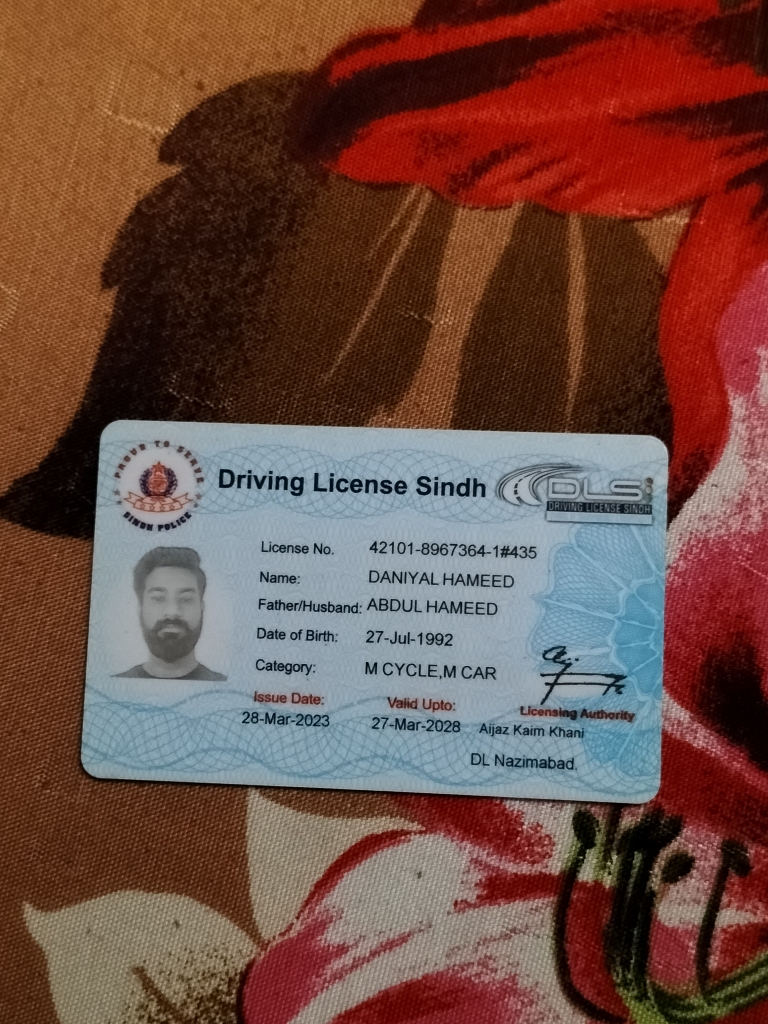 PROUD TO SERVE
SINDH POLICE
Driving License Sindh
DLS
DRIVING LICENSE SINDH
License No. 42101-8967364-1#435
Name: DANIYAL HAMEED
Father/Husband: ABDUL HAMEED
Date of Birth: 27-Jul-1992
Category: M CYCLE,M CAR
Issue Date: Valid Upto: Licensing Authority
28-Mar-2023 27-Mar-2028 Aijaz Kaim Khani
DL Nazimabad.